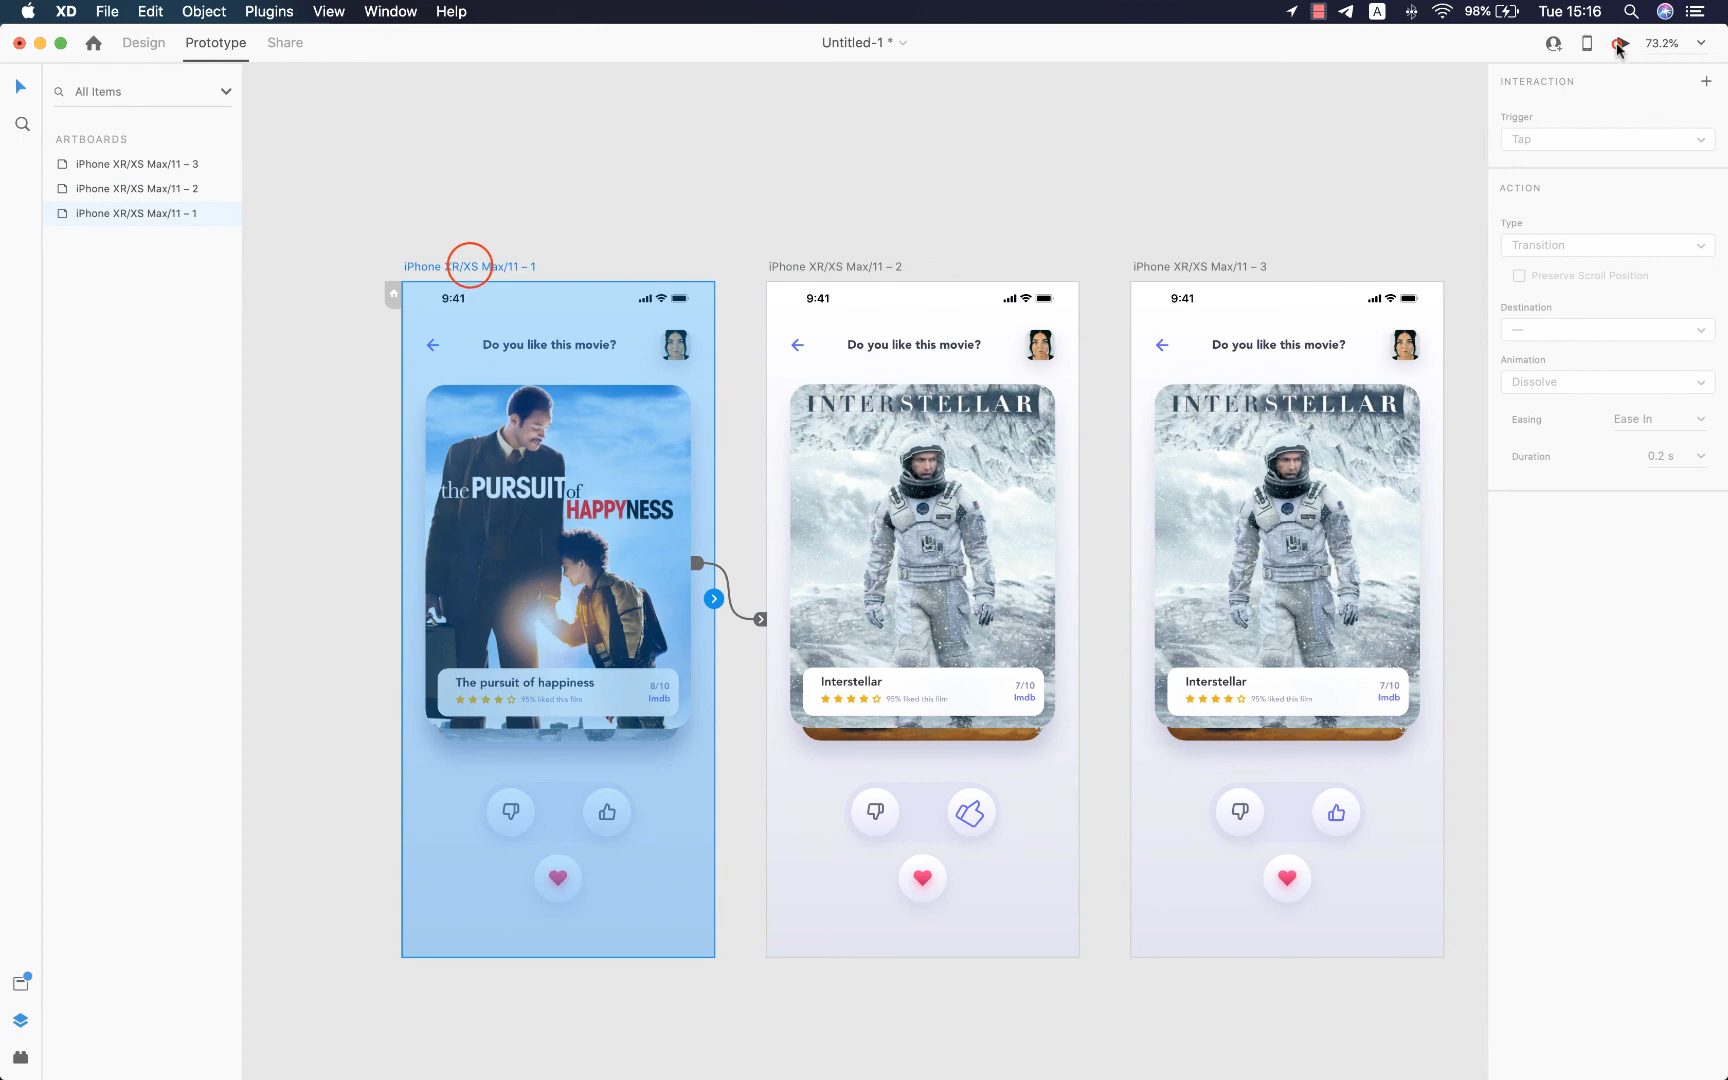 XD File Edit Object Plugins View Window Help
A 98% Tue 15:16
Design Prototype Share
Untitled-1 *
73.2%
All Items
ARTBOARDS
iPhone XR/XS Max/11 – 3
iPhone XR/XS Max/11 – 2
iPhone XR/XS Max/11 – 1
iPhone XR/XS Max/11 – 1
9:41
Do you like this movie?
the PURSUIT of
HAPPYNESS
The pursuit of happiness
95% liked this film
8/10
Imdb
iPhone XR/XS Max/11 – 2
9:41
Do you like this movie?
INTERSTELLAR
Interstellar
95% liked this film
7/10
Imdb
iPhone XR/XS Max/11 – 3
9:41
Do you like this movie?
INTERSTELLAR
Interstellar
95% liked this film
7/10
Imdb
INTERACTION
Trigger
Tap
ACTION
Type
Transition
Preserve Scroll Position
Destination
—
Animation
Dissolve
Easing Ease In
Duration 0.2 s